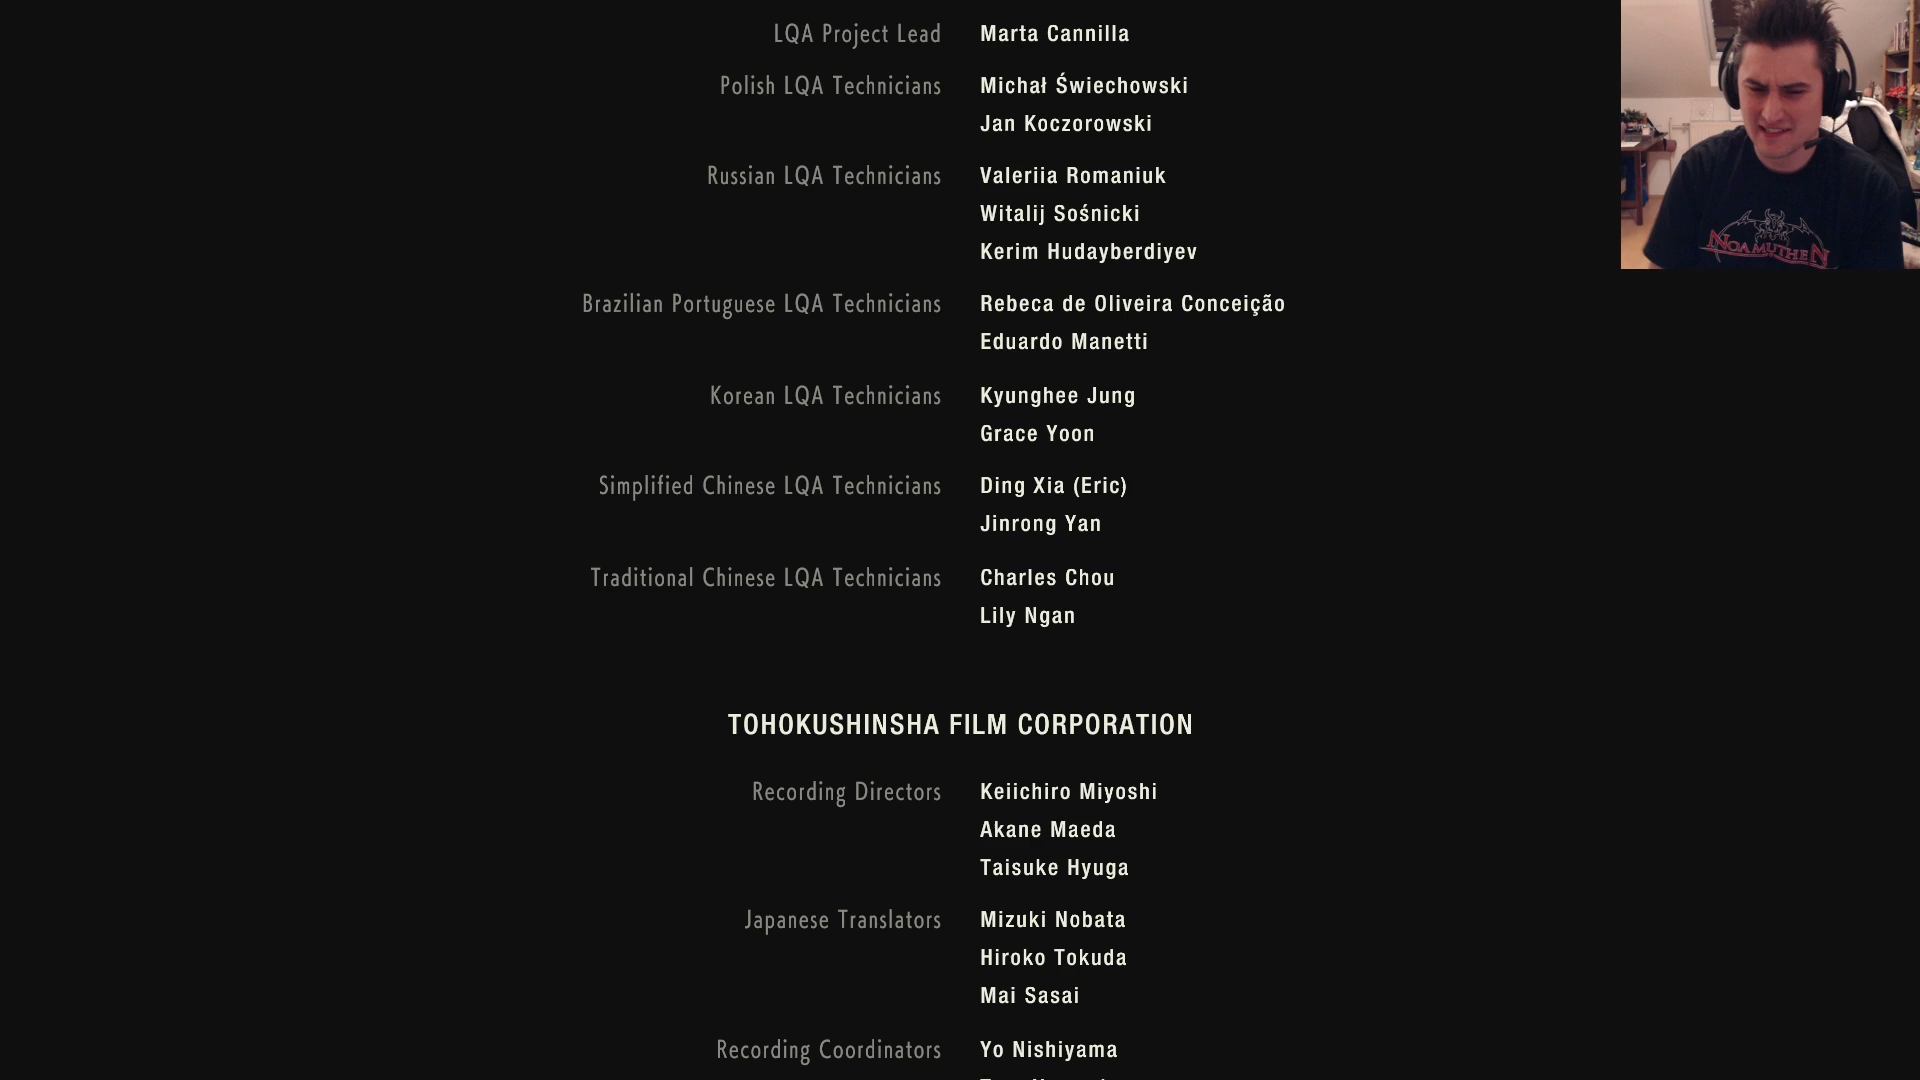 LQA Project Lead Marta Cannilla
Polish LQA Technicians Michał Świechowski
Jan Koczorowski
Russian LQA Technicians Valeriia Romaniuk
Witalij Sośnicki
Kerim Hudayberdiyev
Brazilian Portuguese LQA Technicians Rebeca de Oliveira Conceição
Eduardo Manetti
Korean LQA Technicians Kyunghee Jung
Grace Yoon
Simplified Chinese LQA Technicians Ding Xia (Eric)
Jinrong Yan
Traditional Chinese LQA Technicians Charles Chou
Lily Ngan
TOHOKUSHINSHA FILM CORPORATION
Recording Directors Keiichiro Miyoshi
Akane Maeda
Taisuke Hyuga
Japanese Translators Mizuki Nobata
Hiroko Tokuda
Mai Sasai
Recording Coordinators Yo Nishiyama
NOAMUTHEN